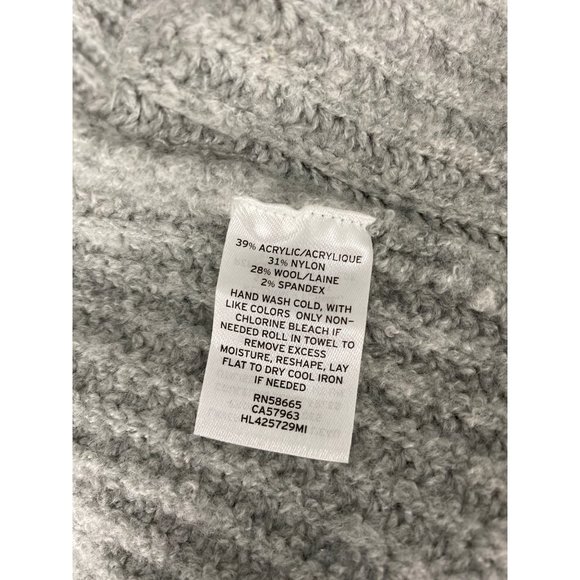 39% ACRYLIC/ACRYLIQUE
31% NYLON
28% WOOL/LAINE
2% SPANDEX
HAND WASH COLD, WITH
LIKE COLORS ONLY NON-
CHLORINE BLEACH IF
NEEDED ROLL IN TOWEL TO
REMOVE EXCESS
MOISTURE, RESHAPE, LAY
FLAT TO DRY COOL IRON
IF NEEDED
RN58665
CA57963
HL425729MI